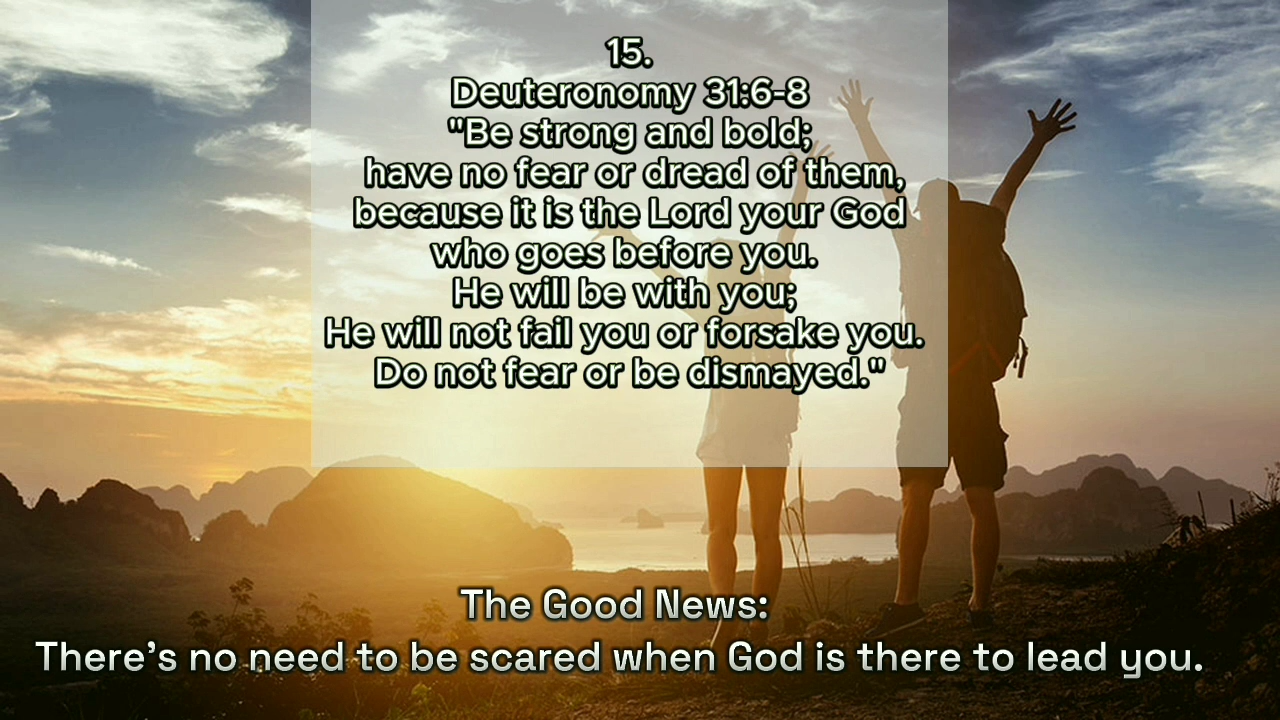 15.
Deuteronomy 31:6-8
"Be strong and bold;
have no fear or dread of them,
because it is the Lord your God
who goes before you.
He will be with you;
He will not fail you or forsake you.
Do not fear or be dismayed."
The Good News:
There's no need to be scared when God is there to lead you.